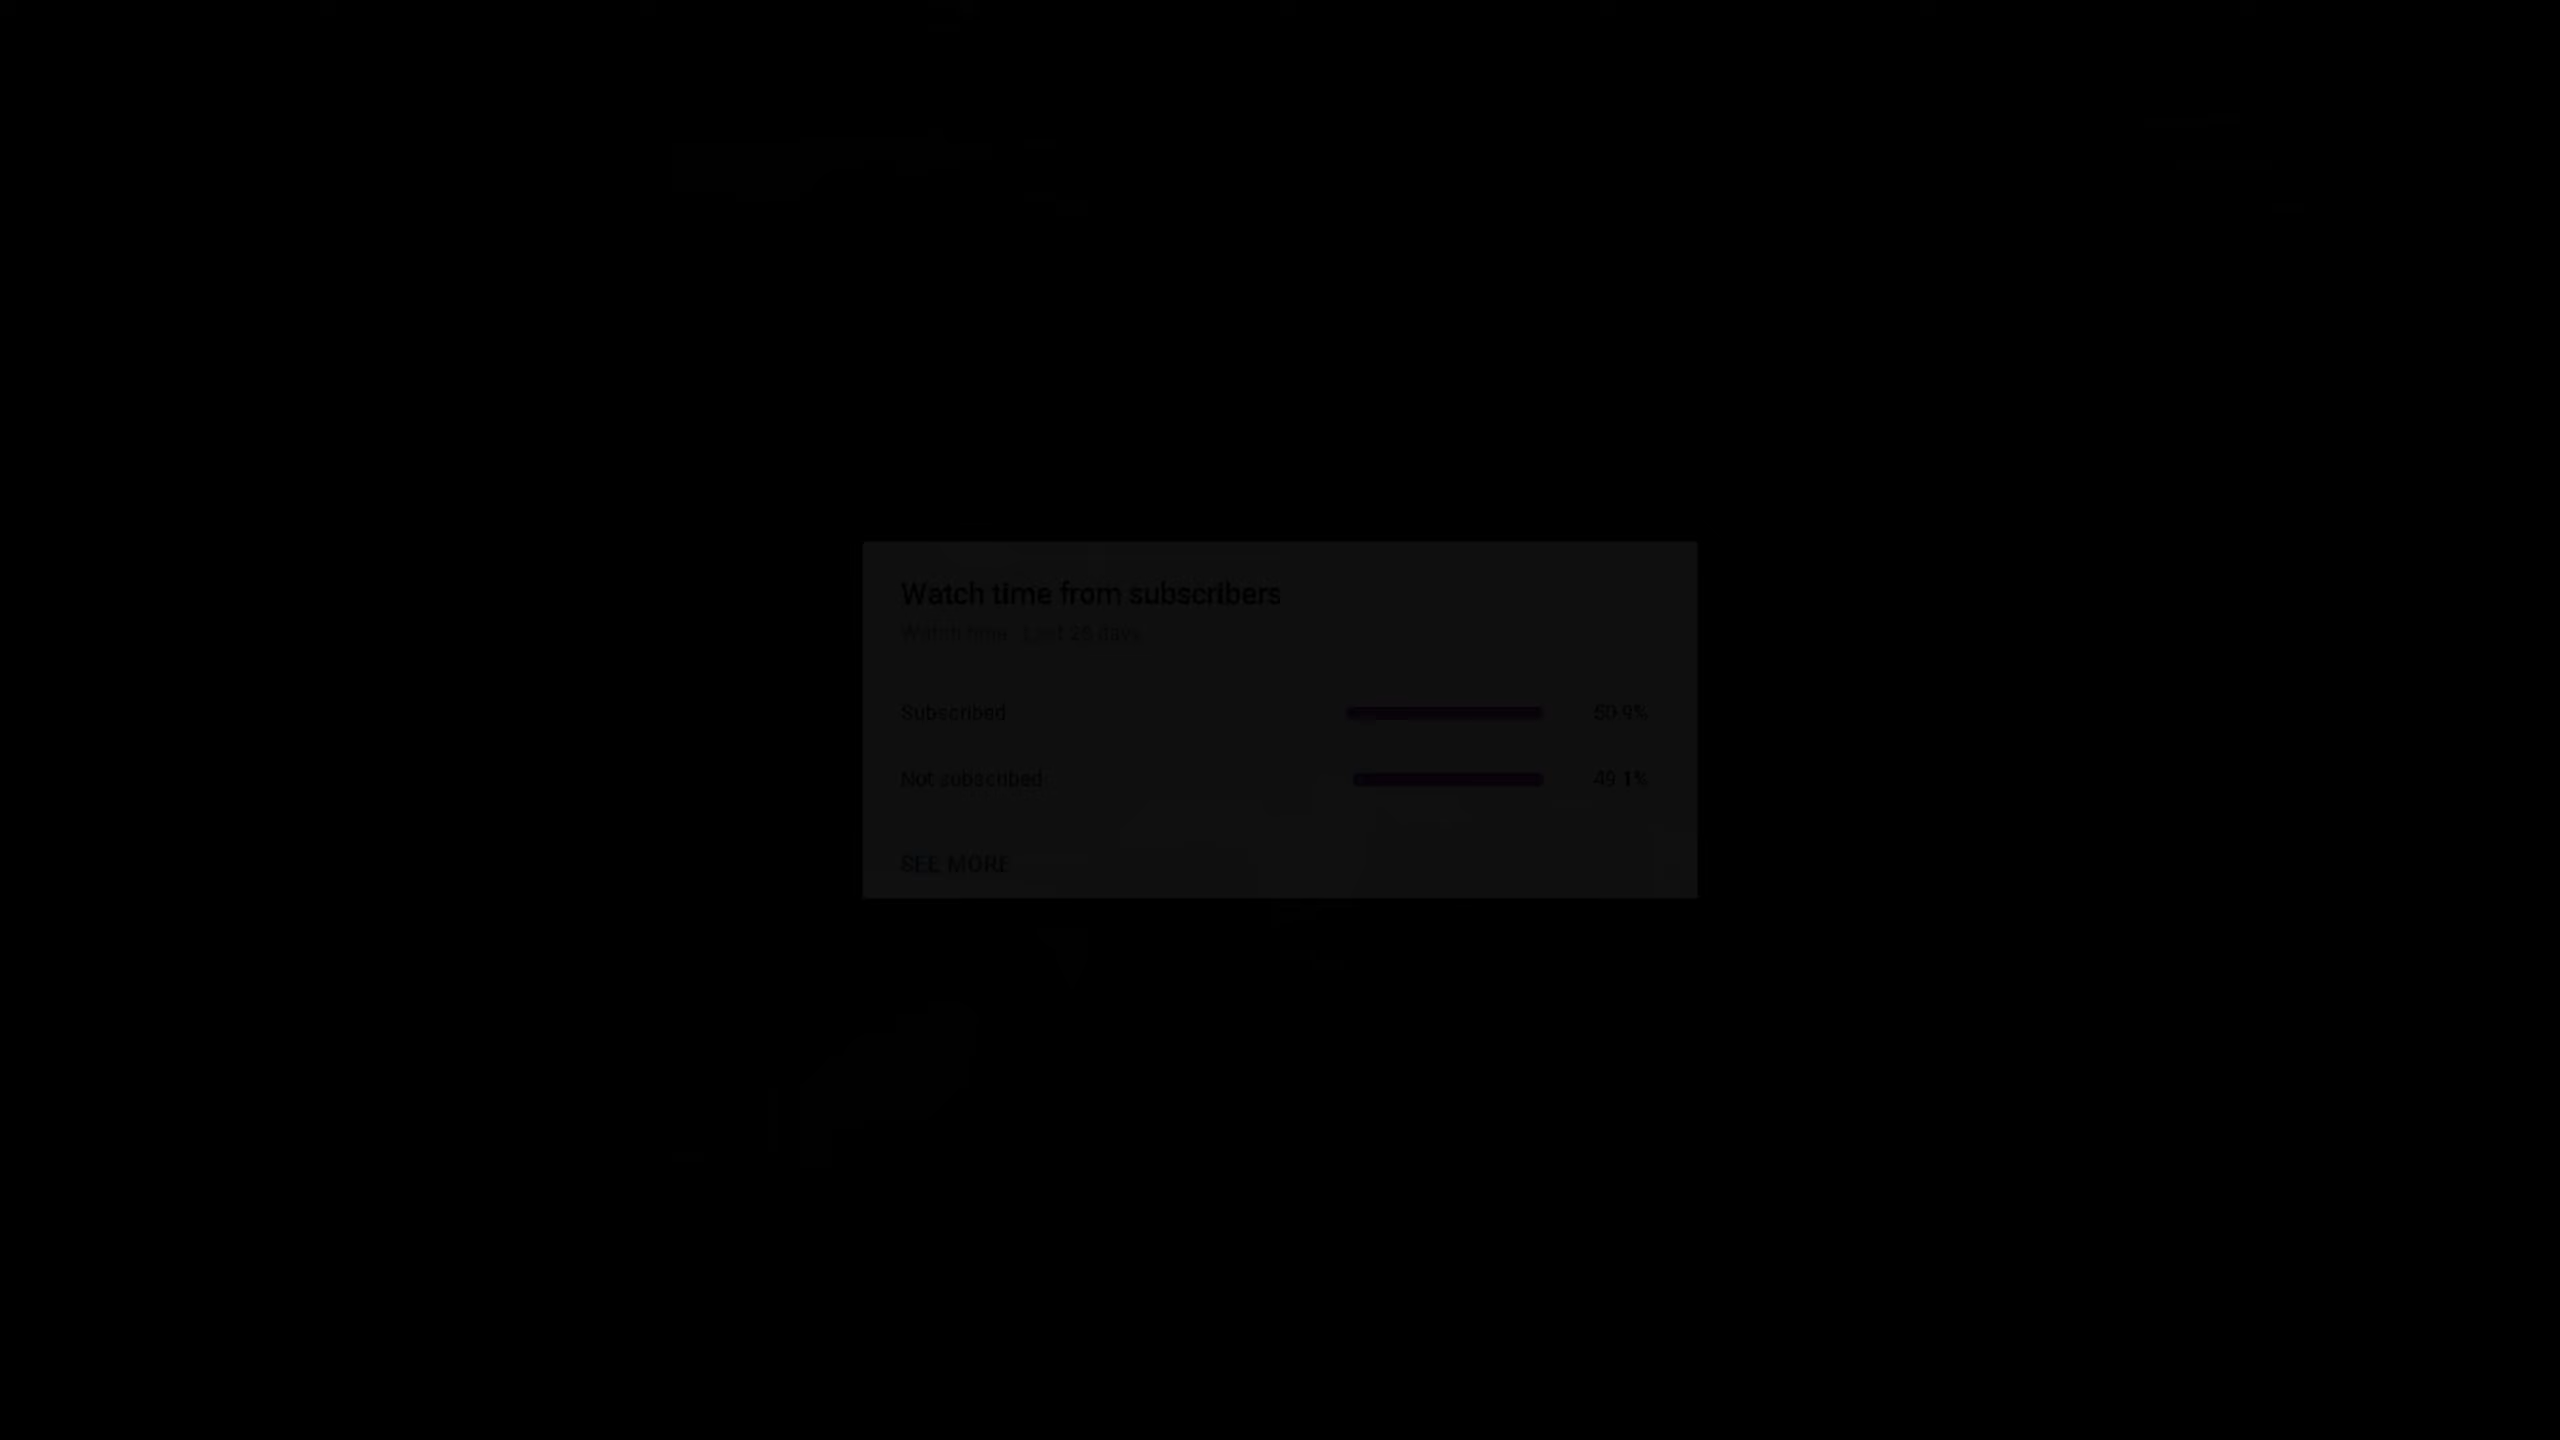 Watch time from subscribers
Watch time · Last 28 days
Subscribed 50.9%
Not subscribed 49.1%
SEE MORE